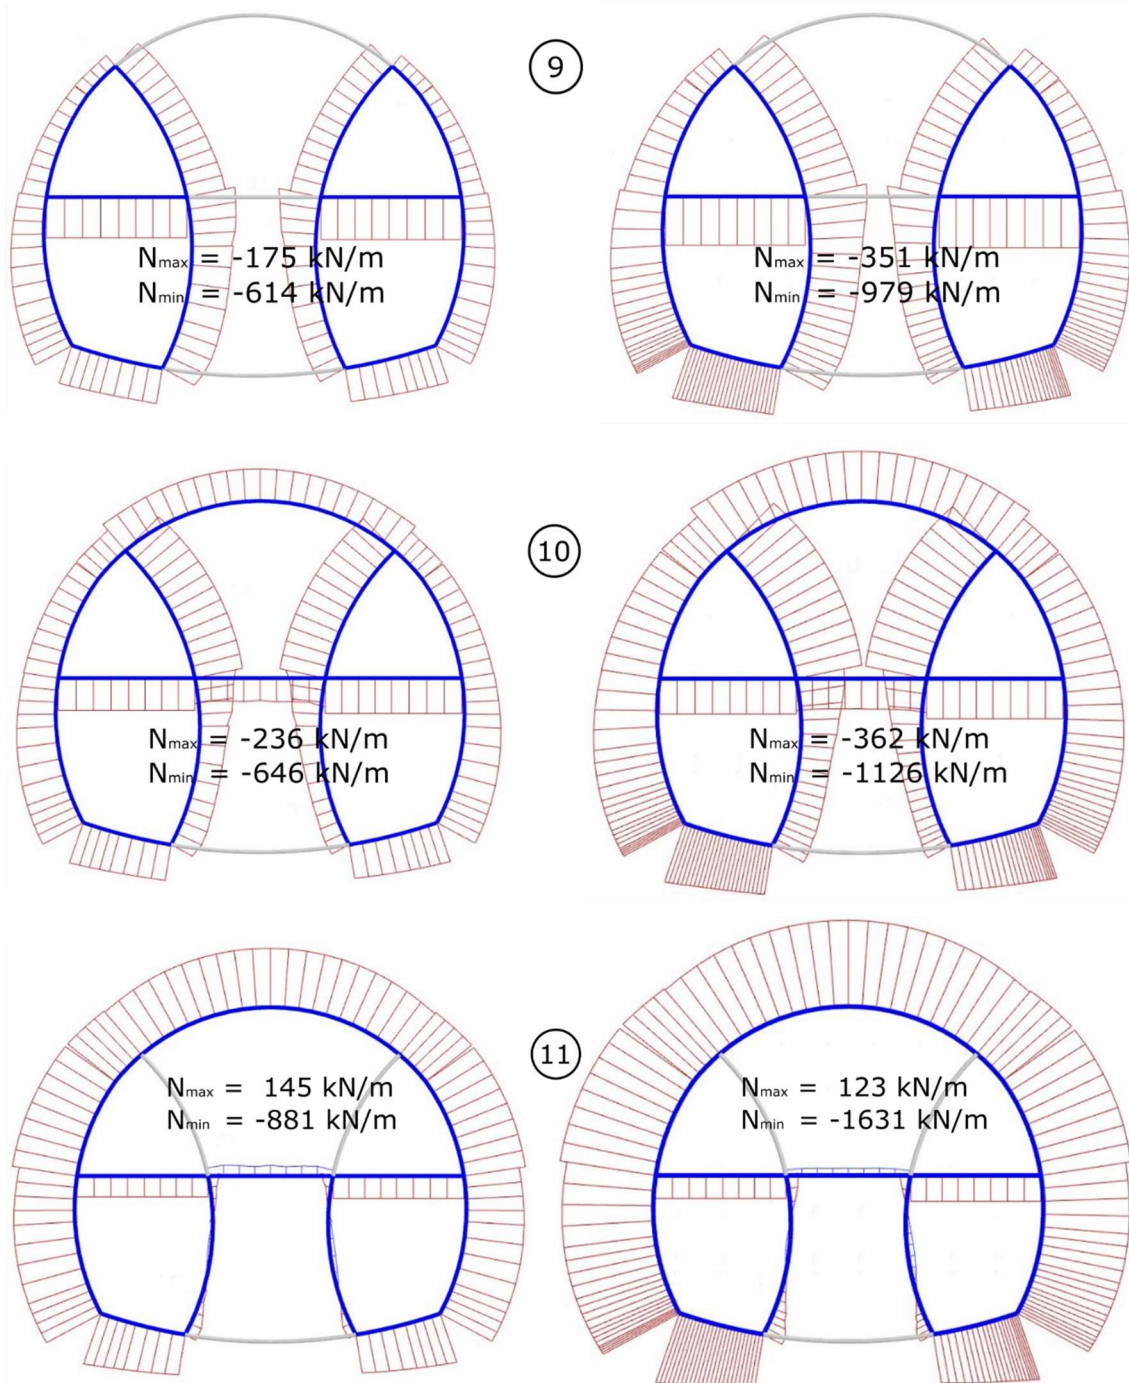 9
Nmax = -175 kN/m
Nmin = -614 kN/m
Nmax = -351 kN/m
Nmin = -979 kN/m
10
Nmax = -236 kN/m
Nmin = -646 kN/m
Nmax = -362 kN/m
Nmin = -1126 kN/m
11
Nmax = 145 kN/m
Nmin = -881 kN/m
Nmax = 123 kN/m
Nmin = -1631 kN/m